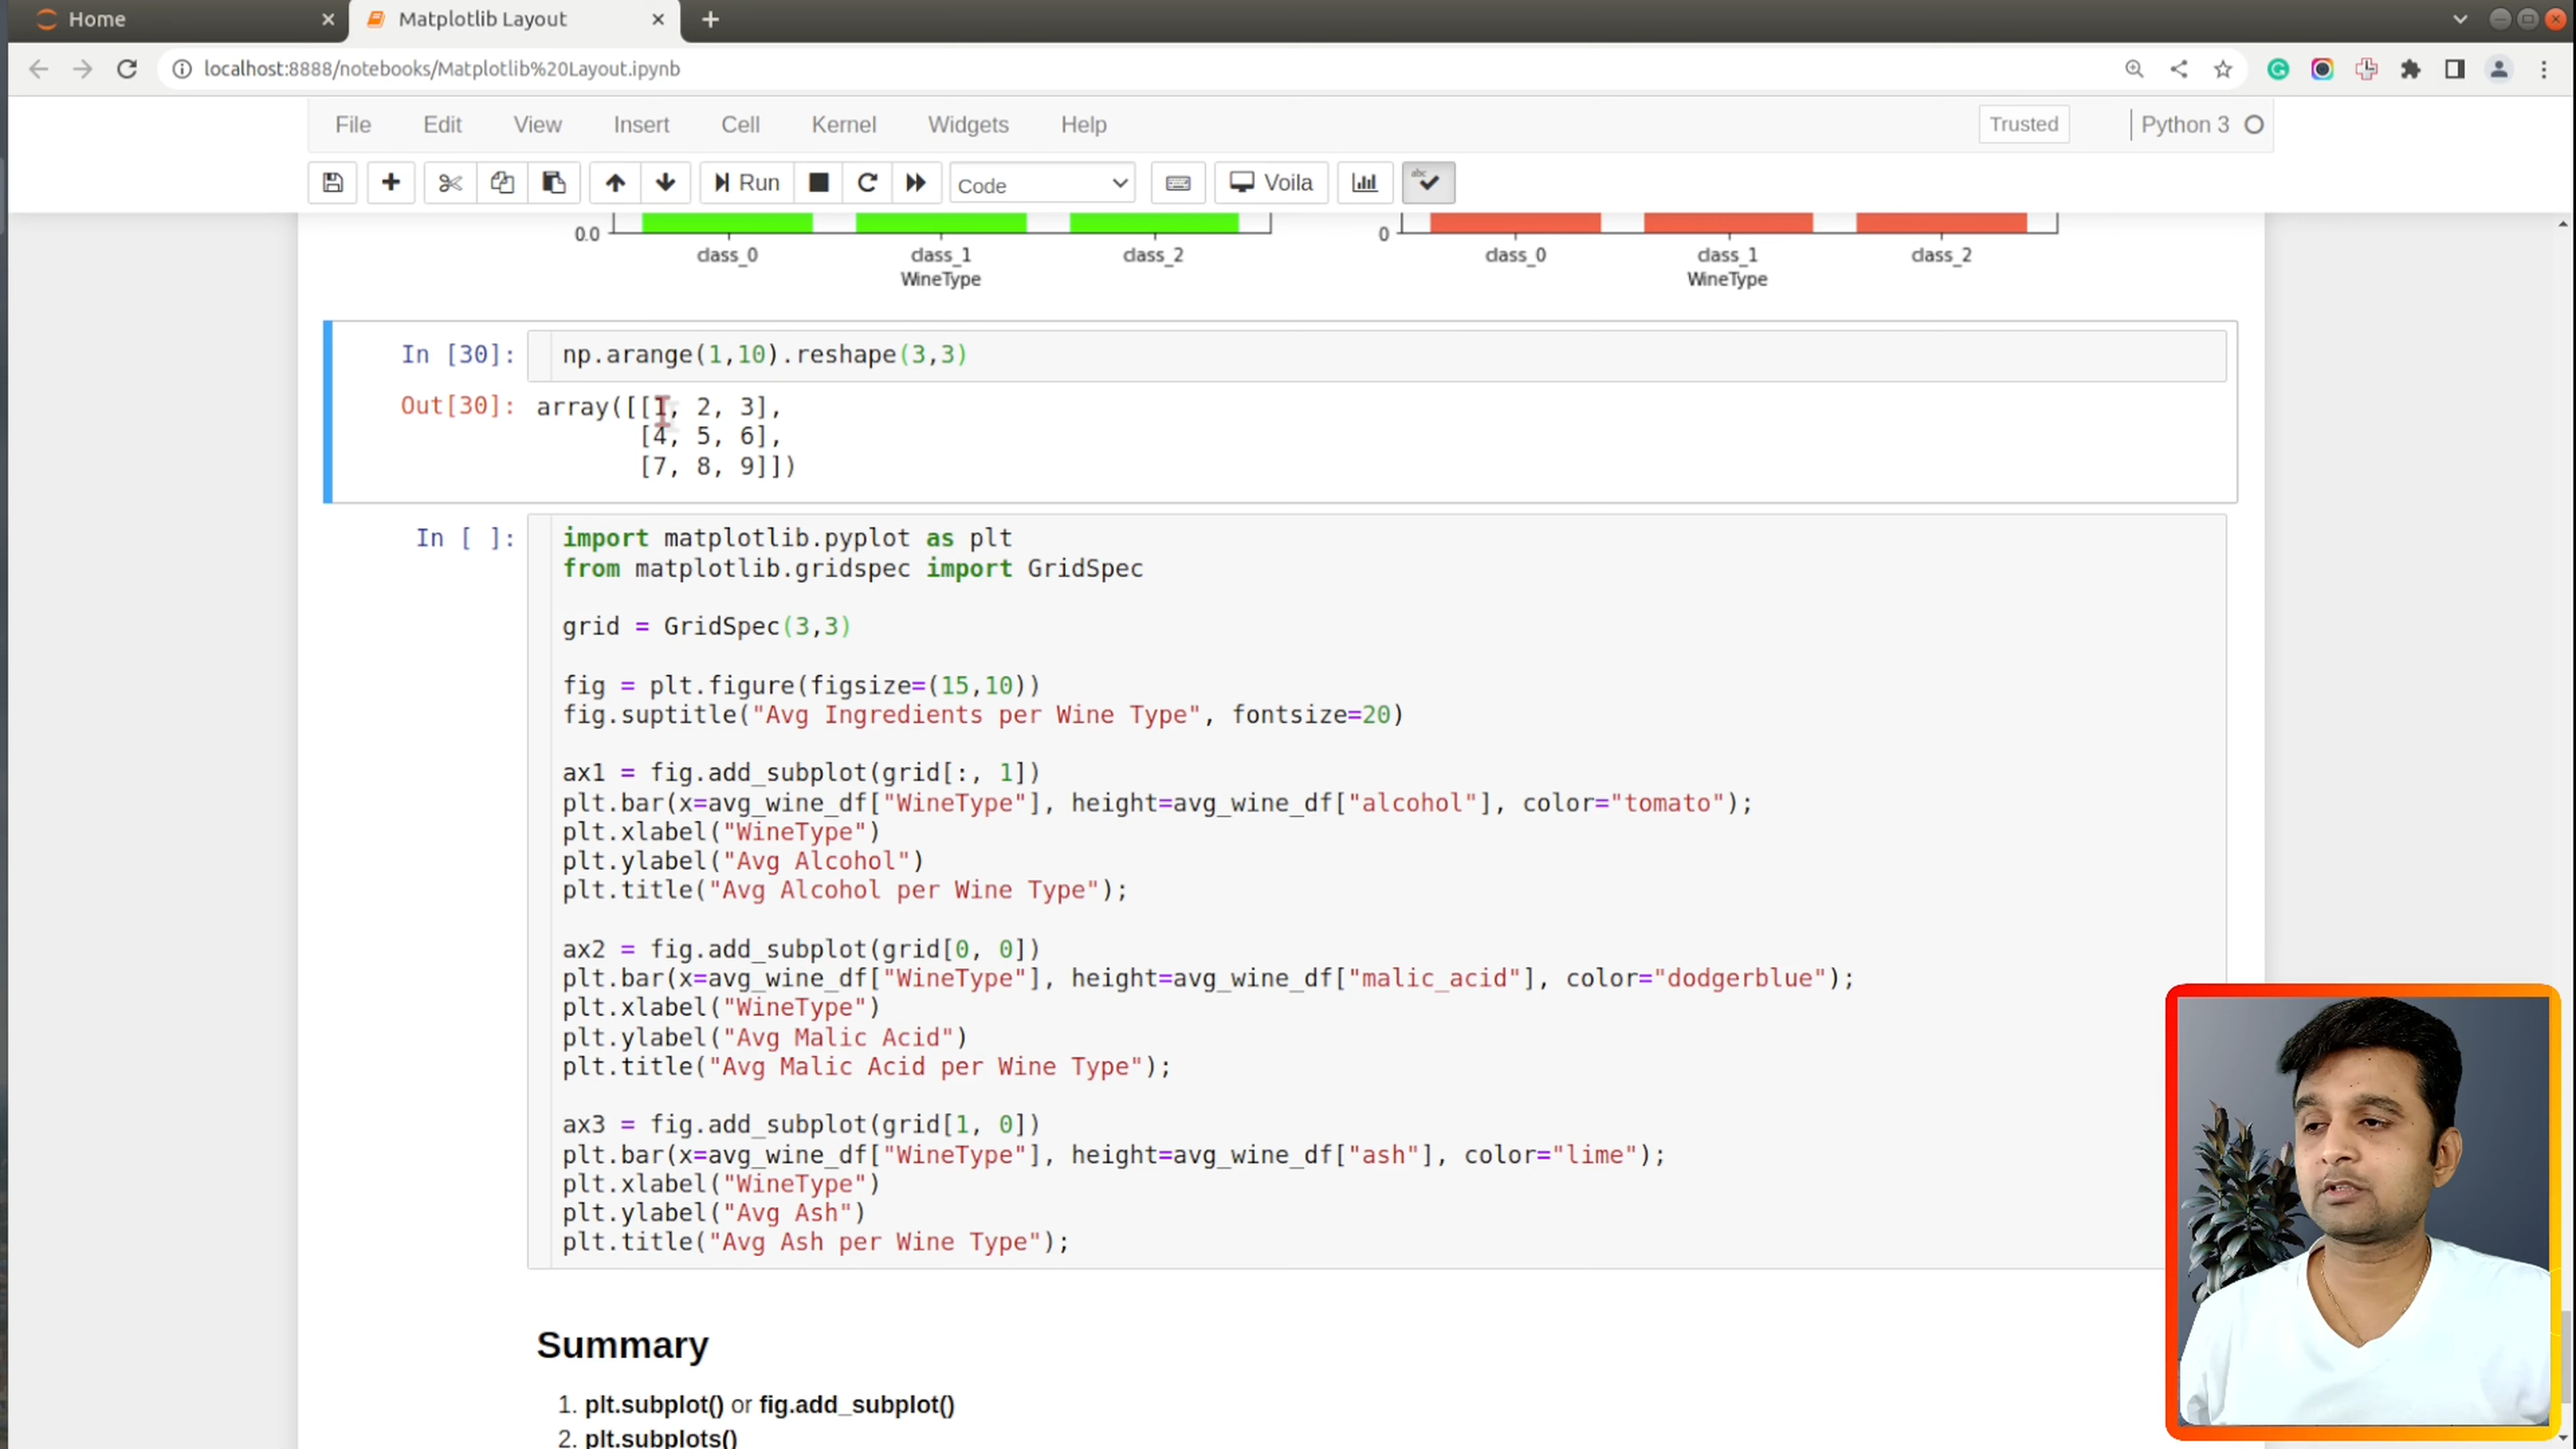 Home
Matplotlib Layout
localhost:8888/notebooks/Matplotlib%20Layout.ipynb
File Edit View Insert Cell Kernel Widgets Help
Trusted
Python 3
Run
Code
Voila
abc
0.0
class_0 class_1 class_2
WineType
0
class_0 class_1 class_2
WineType
In [30]:
np.arange(1,10).reshape(3,3)
Out[30]:
array([[1, 2, 3],
[4, 5, 6],
[7, 8, 9]])
In [ ]:
import matplotlib.pyplot as plt
from matplotlib.gridspec import GridSpec
grid = GridSpec(3,3)
fig = plt.figure(figsize=(15,10))
fig.suptitle("Avg Ingredients per Wine Type", fontsize=20)
ax1 = fig.add_subplot(grid[:, 1])
plt.bar(x=avg_wine_df["WineType"], height=avg_wine_df["alcohol"], color="tomato");
plt.xlabel("WineType")
plt.ylabel("Avg Alcohol")
plt.title("Avg Alcohol per Wine Type");
ax2 = fig.add_subplot(grid[0, 0])
plt.bar(x=avg_wine_df["WineType"], height=avg_wine_df["malic_acid"], color="dodgerblue");
plt.xlabel("WineType")
plt.ylabel("Avg Malic Acid")
plt.title("Avg Malic Acid per Wine Type");
ax3 = fig.add_subplot(grid[1, 0])
plt.bar(x=avg_wine_df["WineType"], height=avg_wine_df["ash"], color="lime");
plt.xlabel("WineType")
plt.ylabel("Avg Ash")
plt.title("Avg Ash per Wine Type");
Summary
1. plt.subplot() or fig.add_subplot()
2. plt.subplots()